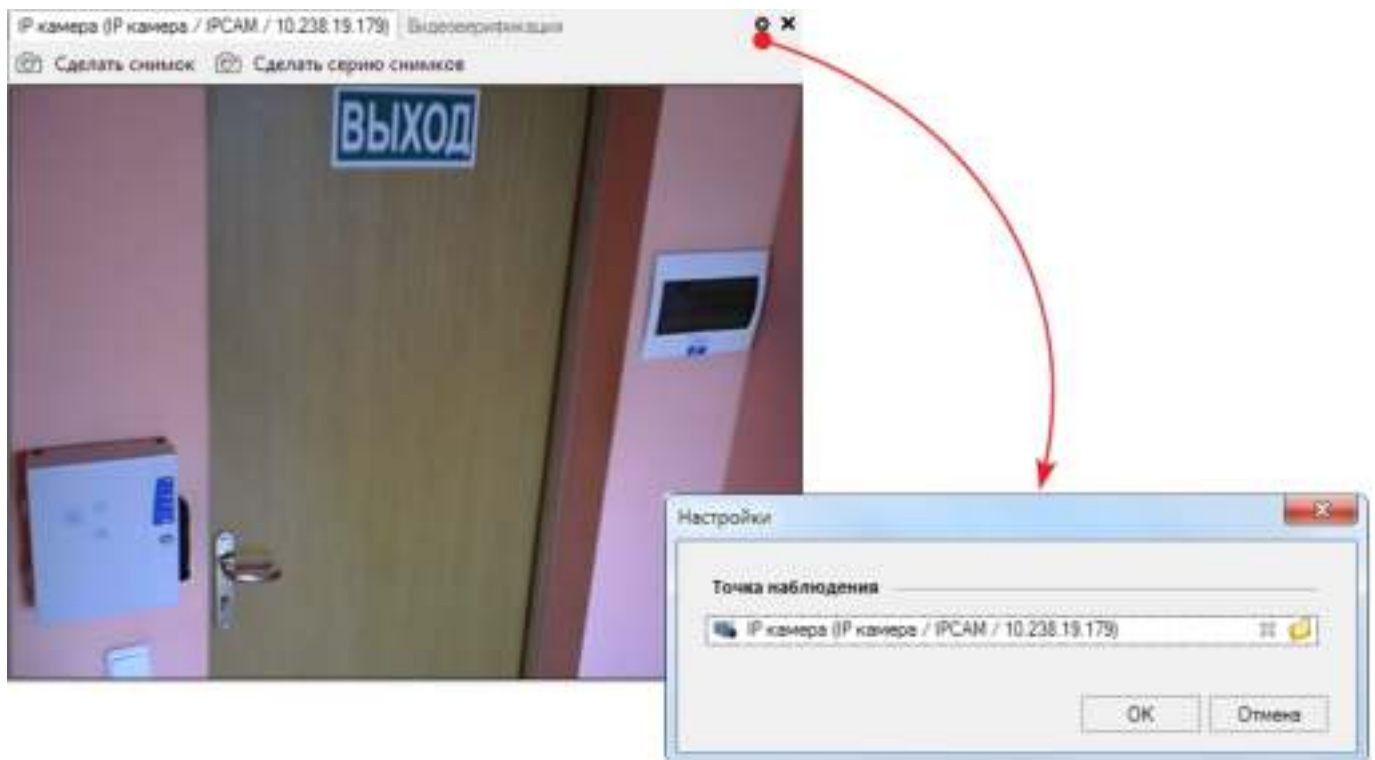 IP камера (IP камера / IPCAM / 10.238.19.179) Видеоверификация
Сделать снимок Сделать серию снимков
ВЫХОД
Настройки
Точка наблюдения
IP камера (IP камера / IPCAM / 10.238.19.179)
OK Отмена